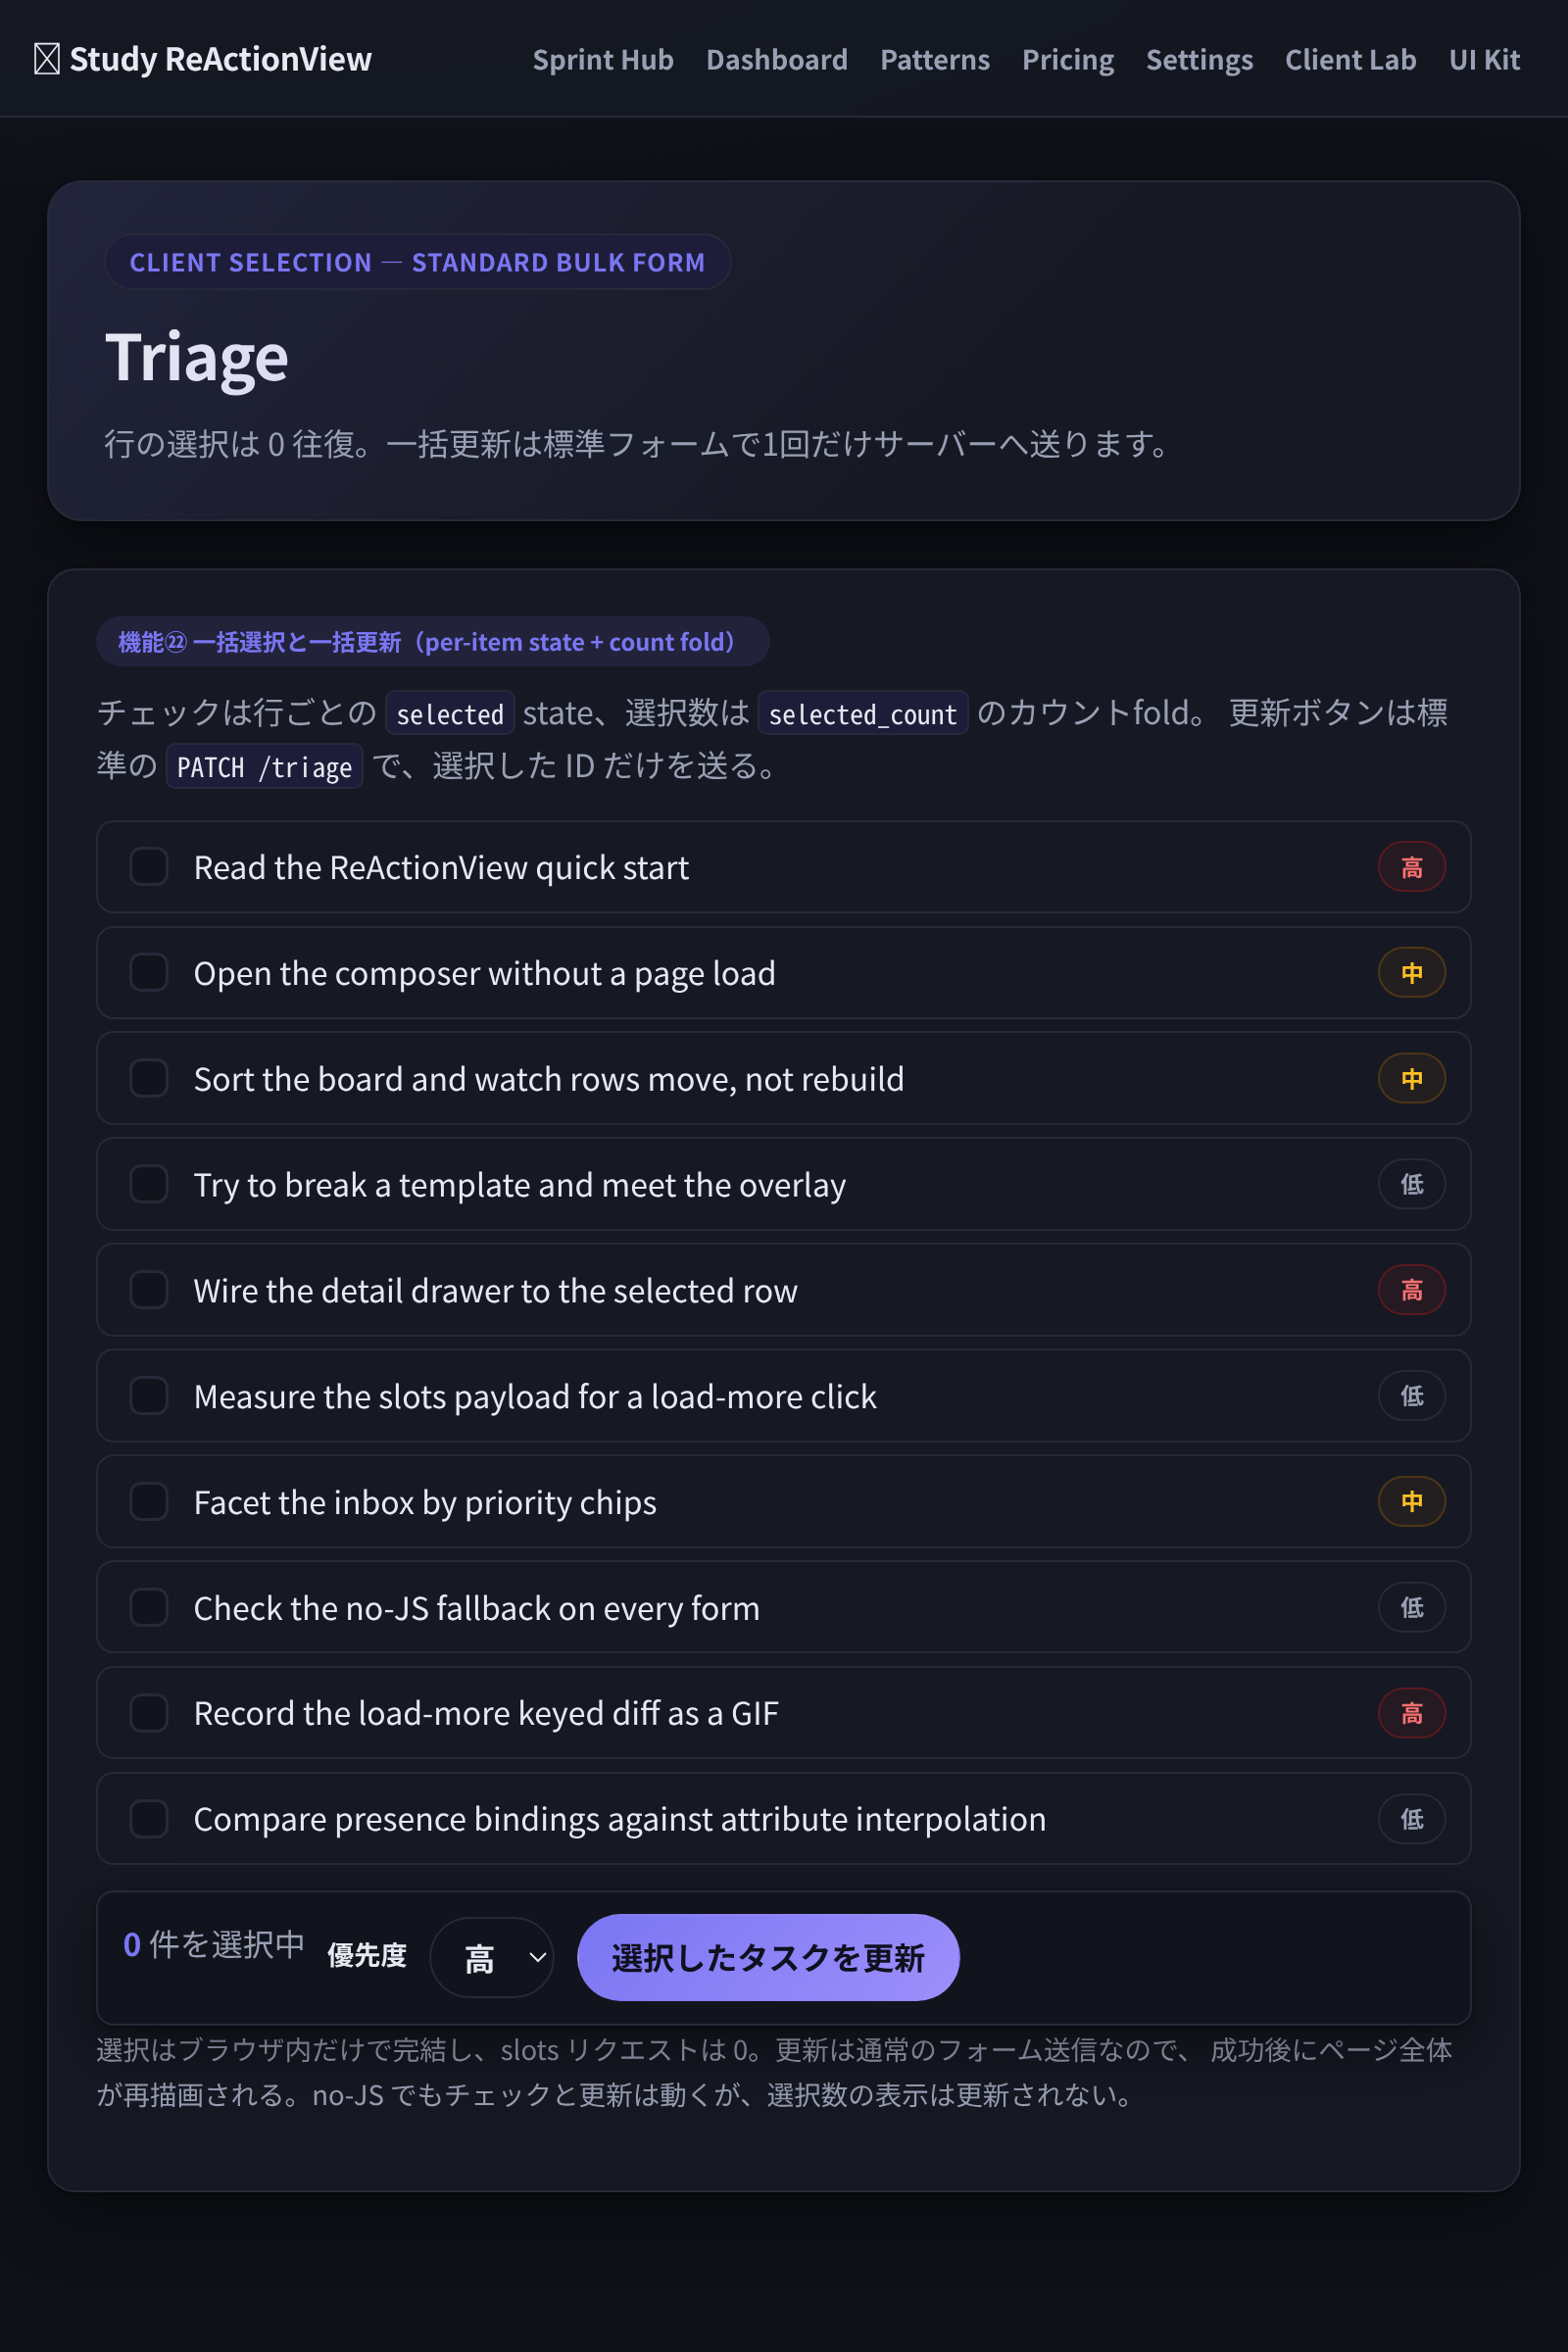 Study ReActionView
Sprint Hub
Dashboard
Patterns
Pricing
Settings
Client Lab
UI Kit
CLIENT SELECTION — STANDARD BULK FORM
Triage
行の選択は 0 往復。一括更新は標準フォームで1回だけサーバーへ送ります。
機能㉒ 一括選択と一括更新（per-item state + count fold）
チェックは行ごとの selected state、選択数は selected_count のカウントfold。 更新ボタンは標
準の PATCH /triage で、選択した ID だけを送る。
Read the ReActionView quick start 高
Open the composer without a page load 中
Sort the board and watch rows move, not rebuild 中
Try to break a template and meet the overlay 低
Wire the detail drawer to the selected row 高
Measure the slots payload for a load-more click 低
Facet the inbox by priority chips 中
Check the no-JS fallback on every form 低
Record the load-more keyed diff as a GIF 高
Compare presence bindings against attribute interpolation 低
0 件を選択中 優先度 高 選択したタスクを更新
選択はブラウザ内だけで完結し、slots リクエストは 0。更新は通常のフォーム送信なので、 成功後にページ全体
が再描画される。no-JS でもチェックと更新は動くが、選択数の表示は更新されない。